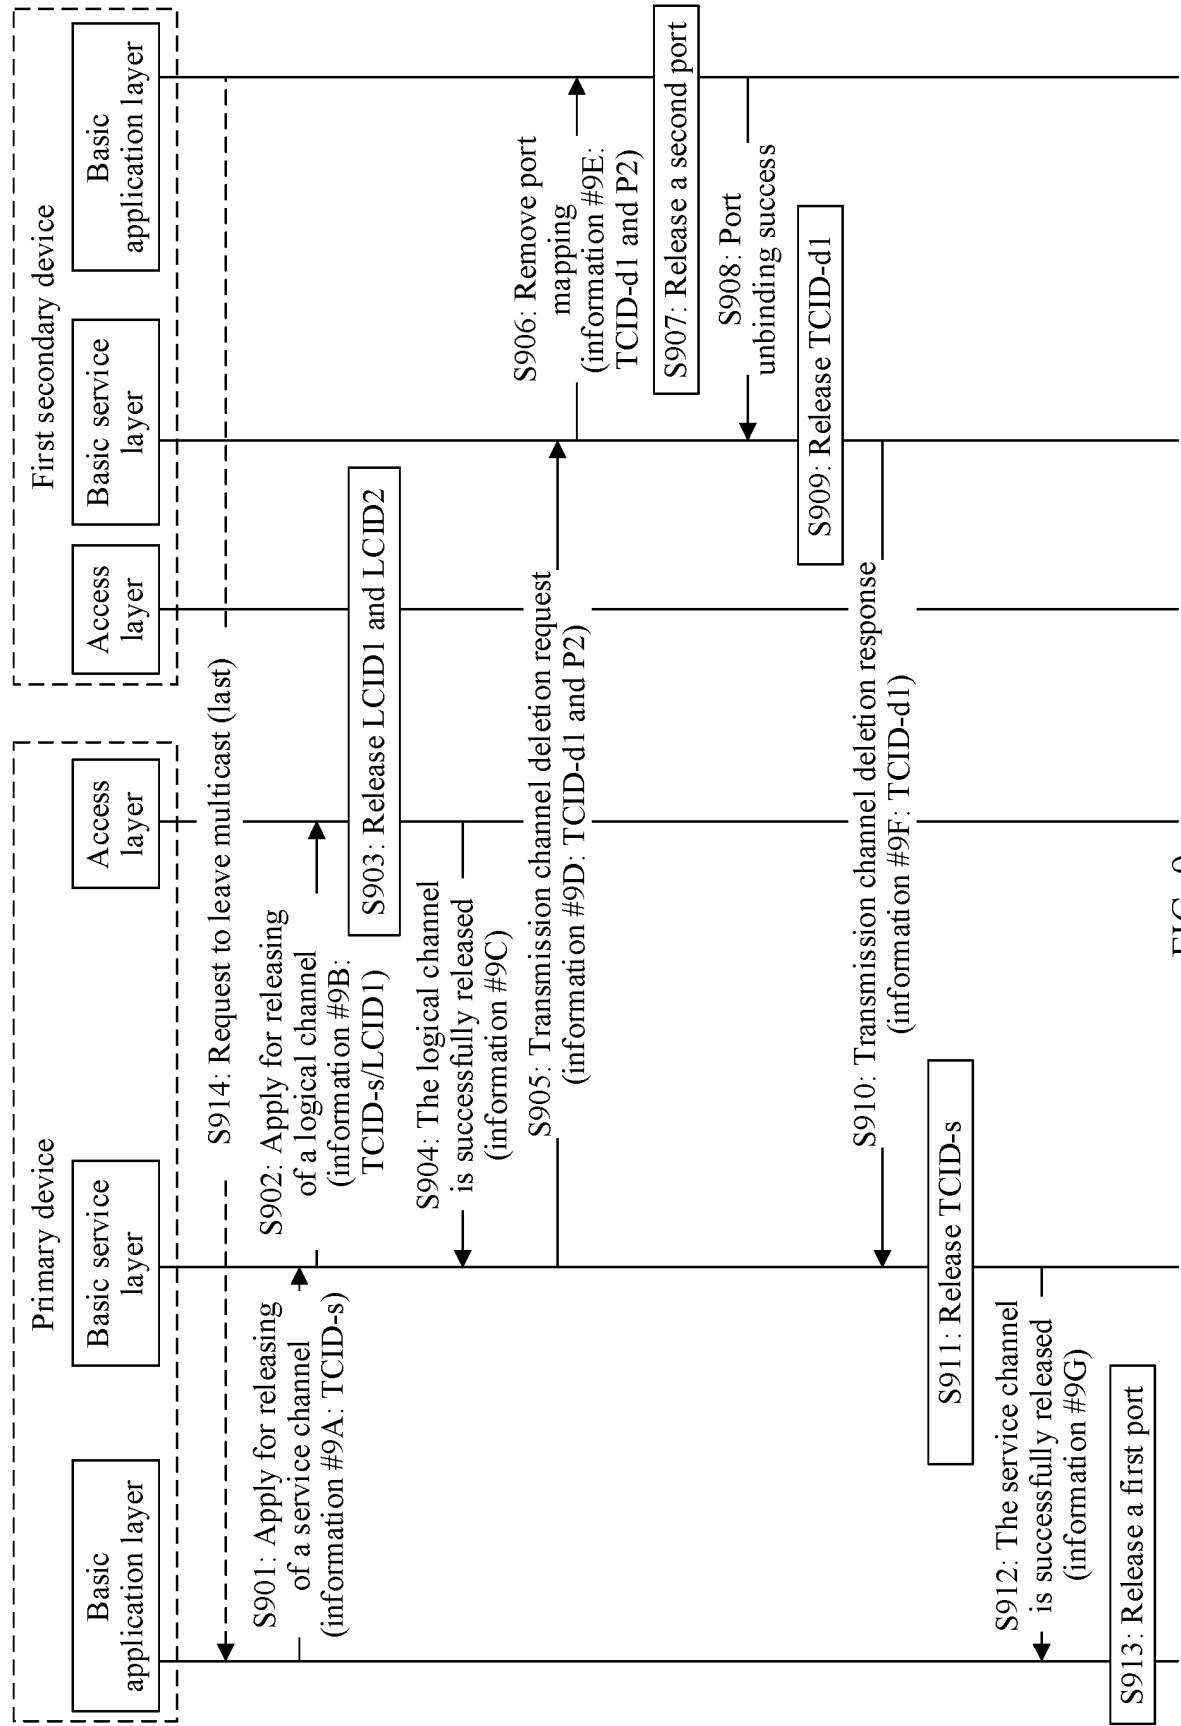 Primary device
First secondary device
Basic
application layer
Basic service
layer
Access
layer
Access
layer
Basic service
layer
Basic
application layer
S914: Request to leave multicast (last)
S901: Apply for releasing
of a service channel
(information #9A: TCID-s)
S902: Apply for releasing
of a logical channel
(information #9B:
TCID-s/LCID1)
S903: Release LCID1 and LCID2
S904: The logical channel
is successfully released
(information #9C)
S905: Transmission channel deletion request
(information #9D: TCID-d1 and P2)
S906: Remove port
mapping
(information #9E:
TCID-d1 and P2)
S907: Release a second port
S908: Port
unbinding success
S909: Release TCID-d1
S910: Transmission channel deletion response
(information #9F: TCID-d1)
S911: Release TCID-s
S912: The service channel
is successfully released
(information #9G)
S913: Release a first port